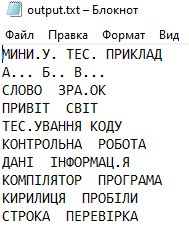 output.txt – Блокнот
Файл Правка Формат Вид
МИНИ.У. ТЕС. ПРИКЛАД
А... Б.. В...
СЛОВО  ЗРА.ОК
ПРИВІТ  СВІТ
ТЕС.УВАННЯ КОДУ
КОНТРОЛЬНА  РОБОТА
ДАНІ  ІНФОРМАЦ.Я
КОМПІЛЯТОР  ПРОГРАМА
КИРИЛИЦЯ  ПРОБІЛИ
СТРОКА  ПЕРЕВІРКА